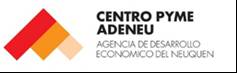 CENTRO PYME
ADENEU
AGENCIA DE DESARROLLO
ECONOMICO DEL NEUQUEN